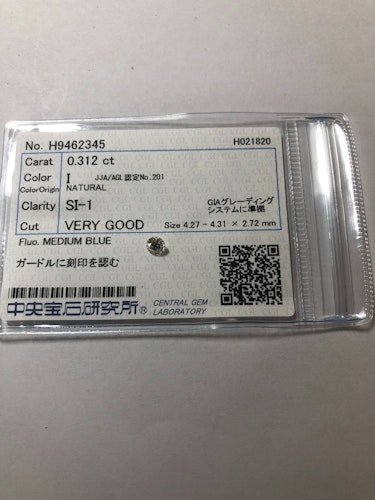 No. H9462345 H021820
Carat 0.312 ct
Color I JJA/AGL認定No.201
ColorOrigin NATURAL
Clarity SI-1 GIAグレーディング
システムに準拠
Cut VERY GOOD Size 4.27 - 4.31 × 2.72 mm
Fluo. MEDIUM BLUE
ガードルに刻印を認む
中央宝石研究所® CENTRAL GEM
LABORATORY